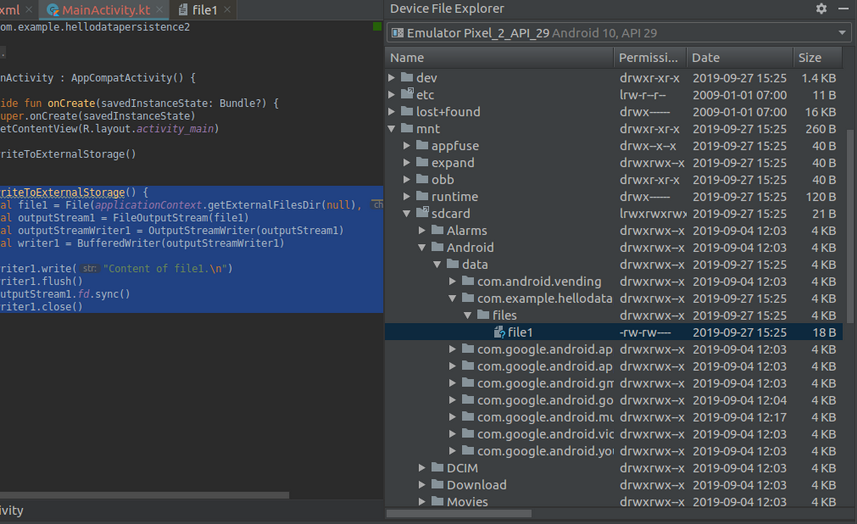 xml MainActivity.kt file1
om.example.hellodatapersistence2
.
nActivity : AppCompatActivity() {
ide fun onCreate(savedInstanceState: Bundle?) {
uper.onCreate(savedInstanceState)
etContentView(R.layout.activity_main)
riteToExternalStorage()
riteToExternalStorage() {
al file1 = File(applicationContext.getExternalFilesDir(null), ch
al outputStream1 = FileOutputStream(file1)
al outputStreamWriter1 = OutputStreamWriter(outputStream1)
al writer1 = BufferedWriter(outputStreamWriter1)
riter1.write( str: "Content of file1.\n")
riter1.flush()
utputStream1.fd.sync()
riter1.close()
ivity
Device File Explorer
Emulator Pixel_2_API_29 Android 10, API 29
Name Permissi... Date Size
dev drwxr-xr-x 2019-09-27 15:25 1.4 KB
etc lrw-r--r-- 2009-01-01 07:00 11 B
lost+found drwx------ 2009-01-01 07:00 16 KB
mnt drwxr-xr-x 2019-09-27 15:25 260 B
appfuse drwx--x--x 2019-09-27 15:25 40 B
expand drwxrwx--x 2019-09-27 15:25 40 B
obb drwxr-xr-x 2019-09-27 15:25 40 B
runtime drwx------ 2019-09-27 15:25 120 B
sdcard lrwxrwxrwx 2019-09-27 15:25 21 B
Alarms drwxrwx--x 2019-09-04 12:03 4 KB
Android drwxrwx--x 2019-09-04 12:03 4 KB
data drwxrwx--x 2019-09-27 15:25 4 KB
com.android.vending drwxrwx--x 2019-09-04 12:03 4 KB
com.example.hellodata drwxrwx--x 2019-09-27 15:25 4 KB
files drwxrwx--x 2019-09-27 15:25 4 KB
file1 -rw-rw---- 2019-09-27 15:25 18 B
com.google.android.ap drwxrwx--x 2019-09-04 12:03 4 KB
com.google.android.ap drwxrwx--x 2019-09-04 12:03 4 KB
com.google.android.gm drwxrwx--x 2019-09-04 12:03 4 KB
com.google.android.go drwxrwx--x 2019-09-04 12:04 4 KB
com.google.android.mu drwxrwx--x 2019-09-04 12:17 4 KB
com.google.android.vic drwxrwx--x 2019-09-04 12:03 4 KB
com.google.android.you drwxrwx--x 2019-09-04 12:03 4 KB
DCIM drwxrwx--x 2019-09-04 12:03 4 KB
Download drwxrwx--x 2019-09-04 12:03 4 KB
Movies drwxrwx--x 2019-09-04 12:03 4 KB